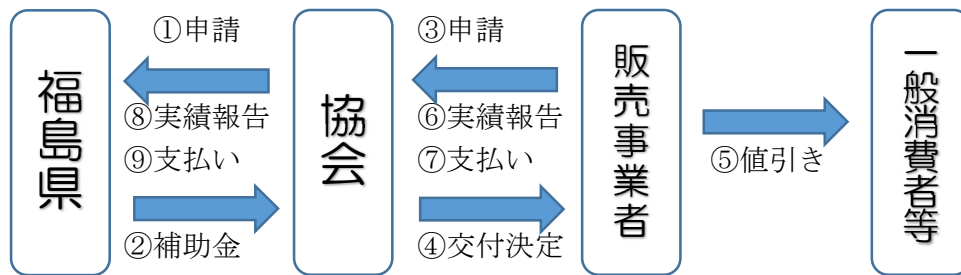 福島県
①申請
⑧実績報告
⑨支払い
②補助金
協会
③申請
⑥実績報告
⑦支払い
④交付決定
販売事業者
⑤値引き
一般消費者等